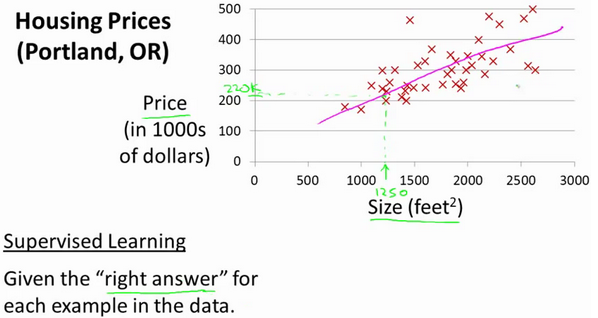 Housing Prices
(Portland, OR)
Price
(in 1000s
of dollars)
500
400
300
220K
200
100
0
0 500 1000 1500 2000 2500 3000
1250
Size (feet²)
Supervised Learning
Given the “right answer” for
each example in the data.